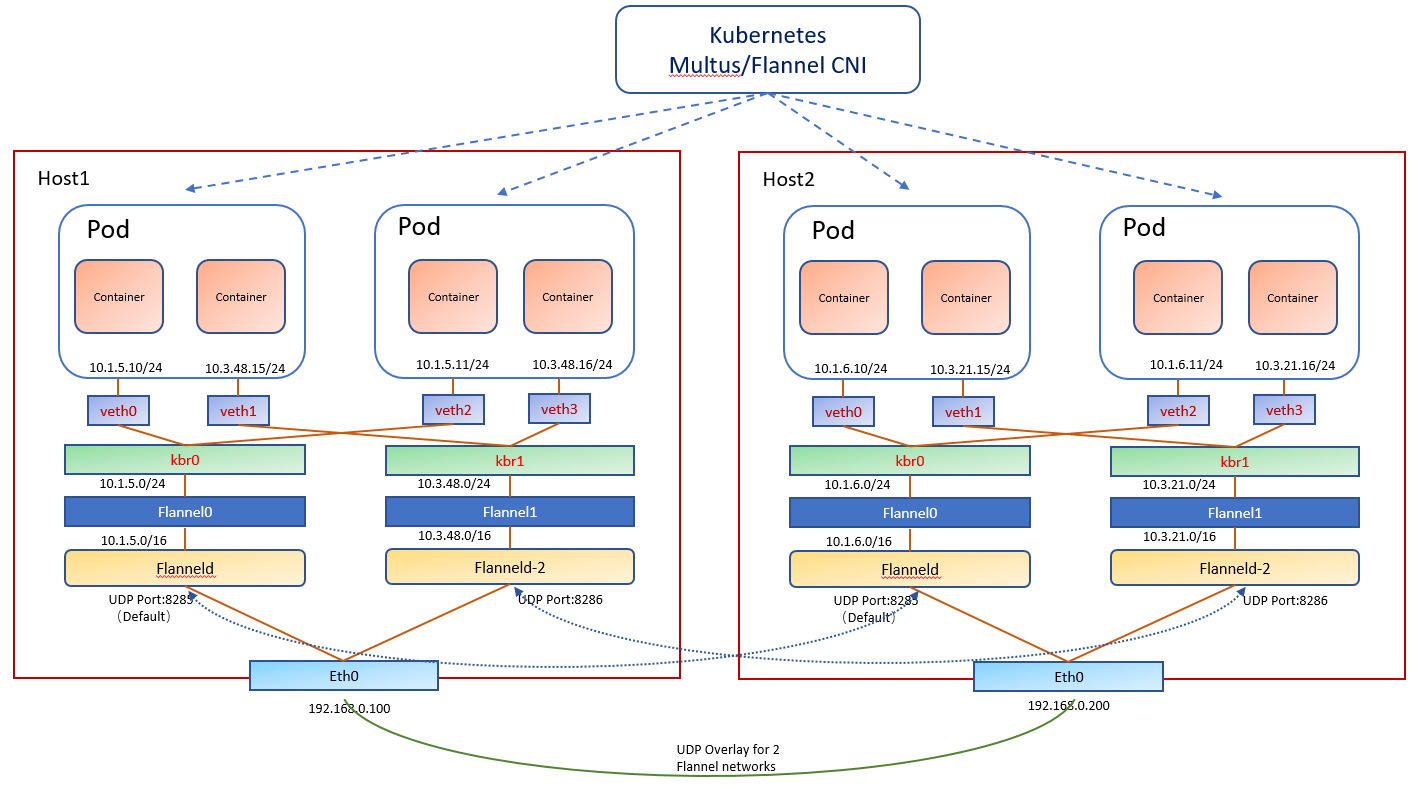 Kubernetes
Multus/Flannel CNI
Host1
Pod
Container
Container
10.1.5.10/24
10.3.48.15/24
Pod
Container
Container
10.1.5.11/24
10.3.48.16/24
veth0
veth1
veth2
veth3
kbr0
kbr1
10.1.5.0/24
10.3.48.0/24
Flannel0
Flannel1
10.1.5.0/16
10.3.48.0/16
Flanneld
Flanneld-2
UDP Port:8285
（Default）
UDP Port:8286
Eth0
192.168.0.100
Host2
Pod
Container
Container
10.1.6.10/24
10.3.21.15/24
Pod
Container
Container
10.1.6.11/24
10.3.21.16/24
veth0
veth1
veth2
veth3
kbr0
kbr1
10.1.6.0/24
10.3.21.0/24
Flannel0
Flannel1
10.1.6.0/16
10.3.21.0/16
Flanneld
Flanneld-2
UDP Port:8285
（Default）
UDP Port:8286
Eth0
192.168.0.200
UDP Overlay for 2
Flannel networks